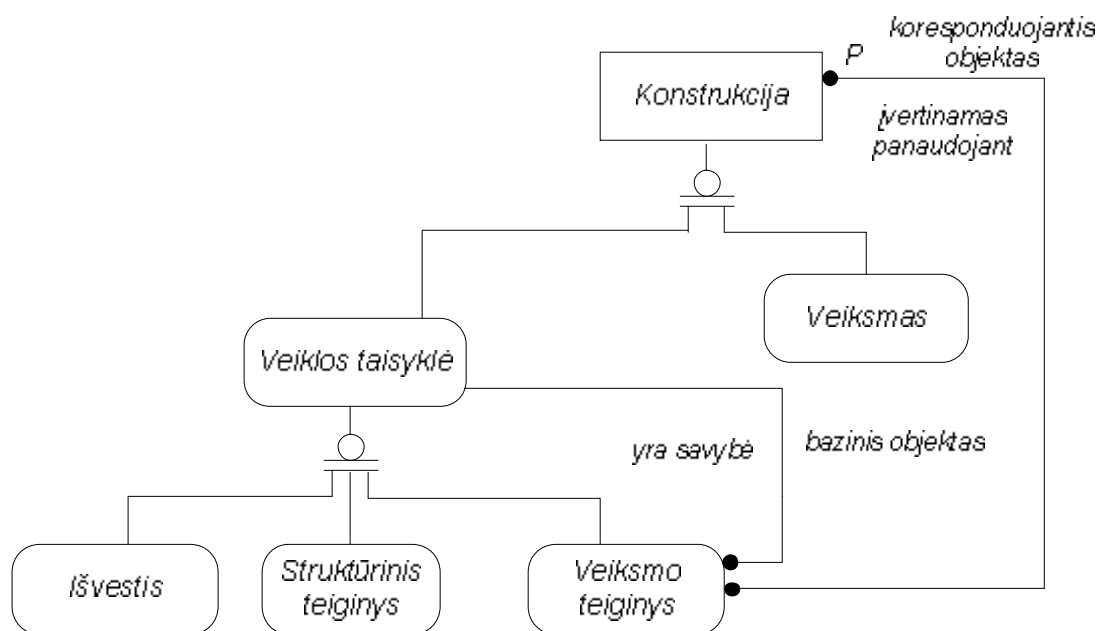 koresponduojantis
objektas
P
Konstrukcija
įvertinamas
panaudojant
Veiksmas
Veiklos taisyklė
yra savybė
bazinis objektas
Išvestis
Struktūrinis
teiginys
Veiksmo
teiginys